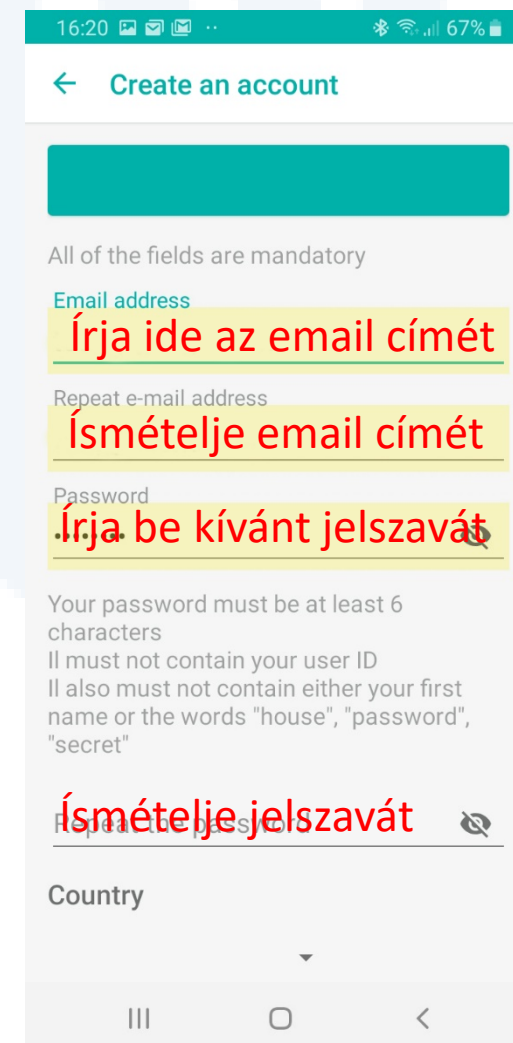 16:20 67%
Create an account
All of the fields are mandatory
Email address
Írja ide az email címét
Repeat e-mail address
Ísmételje email címét
Password
Írja be kívánt jelszavát
Your password must be at least 6
characters
Il must not contain your user ID
Il also must not contain either your first
name or the words "house", "password",
"secret"
Ísmételje jelszavát
Repeat the password
Country